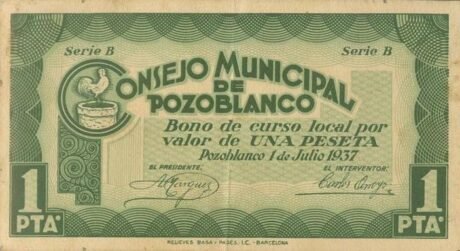 Serie B Serie B
CONSEJO MUNICIPAL
DE
POZOBLANCO
Bono de curso local por
valor de UNA PESETA
Pozoblanco 1 de Julio 1937
EL PRESIDENTE, EL INTERVENTOR,
1 1
PTA. PTA.
RELIEVES BASA Y PAGÉS, I.C. - BARCELONA